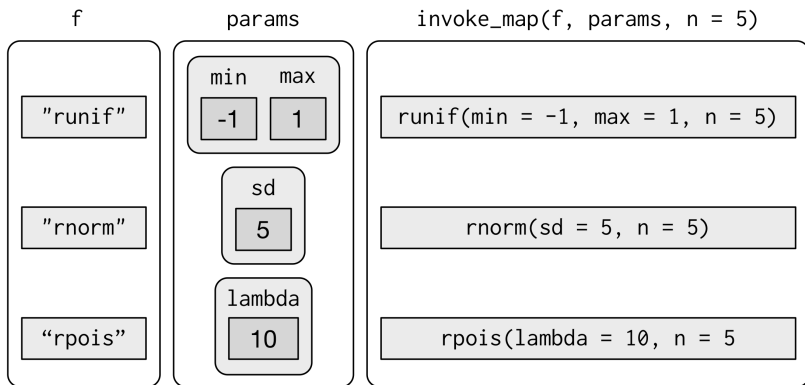 f params invoke_map(f, params, n = 5)
min max
"runif" -1 1 runif(min = -1, max = 1, n = 5)
sd
"rnorm" 5 rnorm(sd = 5, n = 5)
lambda
“rpois” 10 rpois(lambda = 10, n = 5